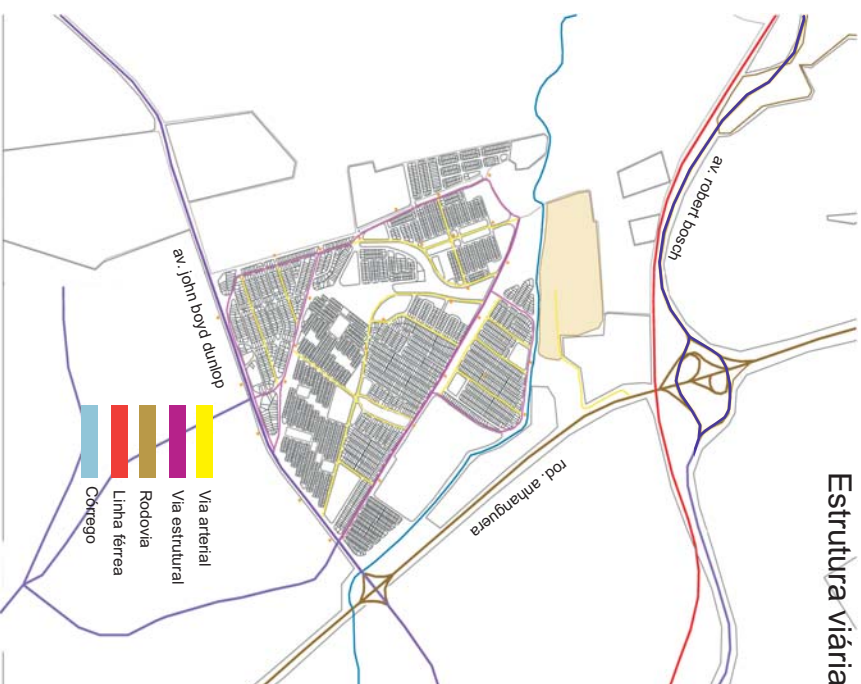 Estrutura viária
av. robert bosch
rod. anhanguera
av. john boyd dunlop
Via arterial
Via estrutural
Rodovia
Linha férrea
Córrego